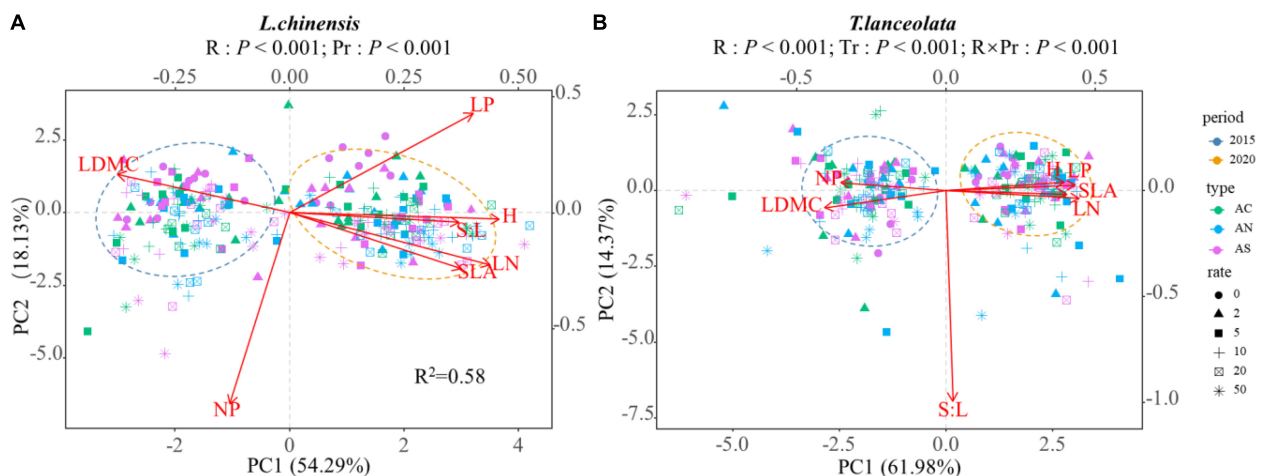 A
L.chinensis
R : P < 0.001; Pr : P < 0.001
-0.25 0.00 0.25 0.50
2.5
0.0
-2.5
-5.0
PC2 (18.13%)
LP
LDMC
H
S:L
LN
SLA
NP
R²=0.58
0.5
0.0
-0.5
-2 0 2 4
PC1 (54.29%)
B
T.lanceolata
R : P < 0.001; Tr : P < 0.001; R×Pr : P < 0.001
-0.5 0.0 0.5
2.5
0.0
-2.5
-5.0
-7.5
PC2 (14.37%)
NP
LDMC
H LP
SLA
LN
S:L
0.0
-0.5
-1.0
-5.0 -2.5 0.0 2.5
PC1 (61.98%)
period
2015
2020
type
AC
AN
AS
rate
0
2
5
10
20
50